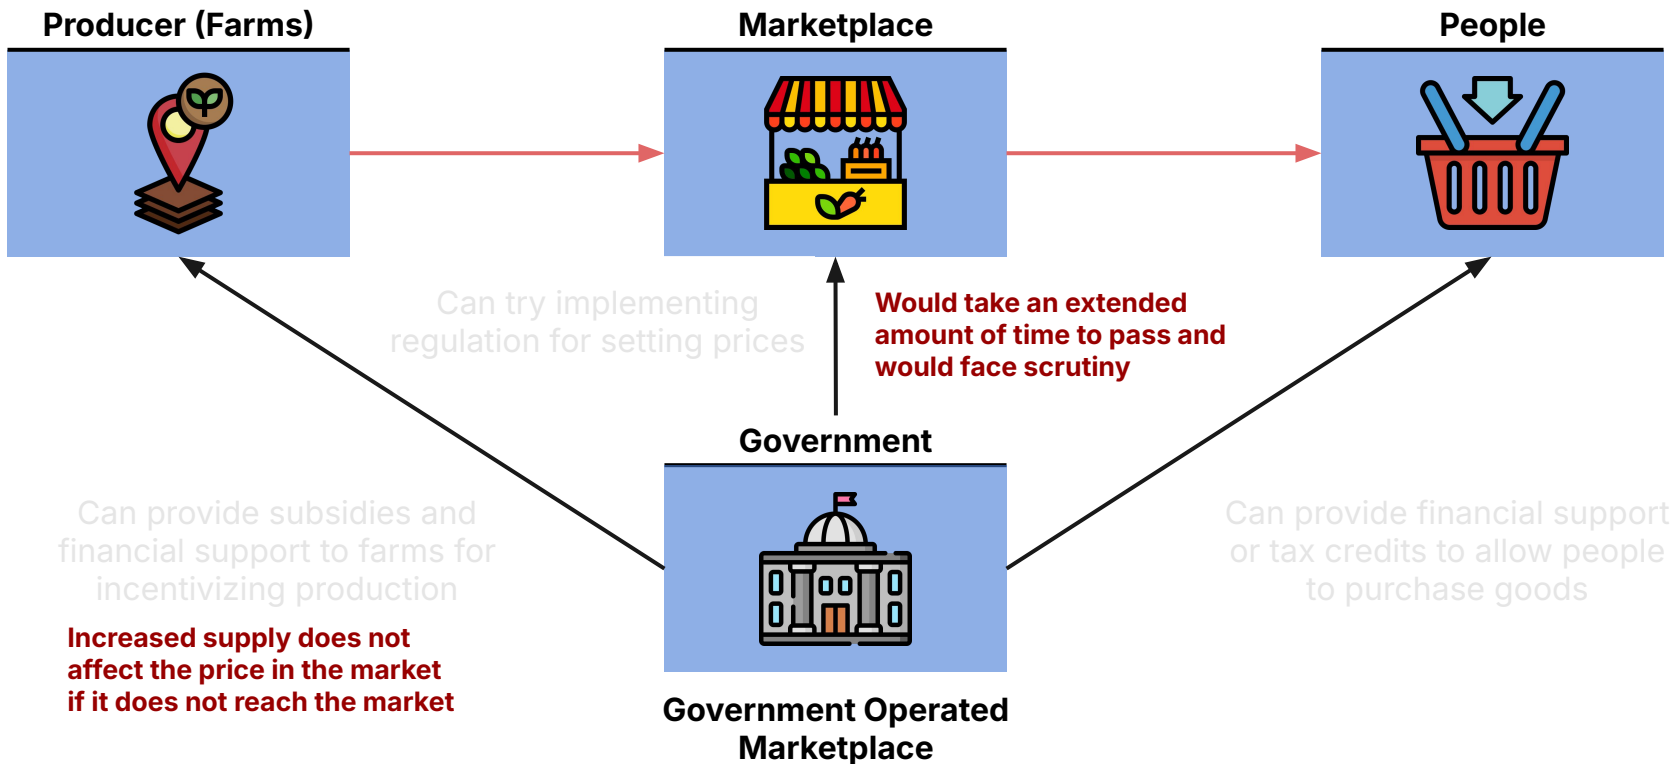 Producer (Farms)
Marketplace
People
Can try implementing
regulation for setting prices
Would take an extended
amount of time to pass and
would face scrutiny
Government
Can provide subsidies and
financial support to farms for
incentivizing production
Increased supply does not
affect the price in the market
if it does not reach the market
Can provide financial support
or tax credits to allow people
to purchase goods
Government Operated
Marketplace